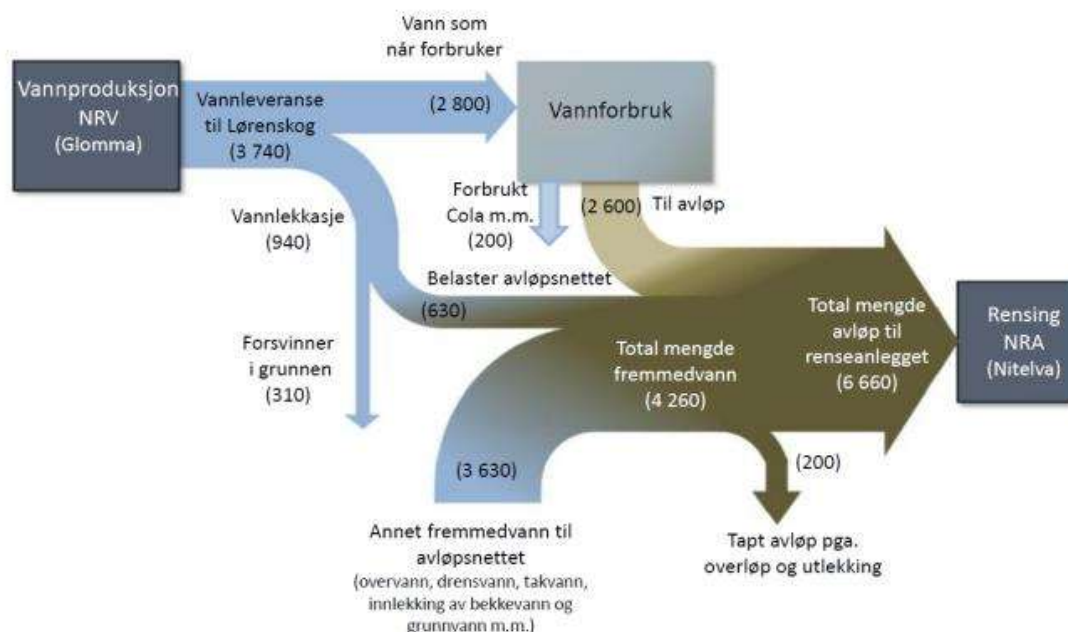 Vannproduksjon
NRV
(Glomma)
Vannleveranse
til Lørenskog
(3 740)
Vann som
når forbruker
(2 800)
Vannforbruk
Forbrukt
Cola m.m.
(200)
(2 600)
Til avløp
Vannlekkasje
(940)
Belaster avløpsnettet
(630)
Forsvinner
i grunnen
(310)
Total mengde
fremmedvann
(4 260)
Total mengde
avløp til
renseanlegget
(6 660)
Rensing
NRA
(Nitelva)
(3 630)
Annet fremmedvann til
avløpsnettet
(overvann, drensvann, takvann,
innlekking av bekkevann og
grunnvann m.m.)
(200)
Tapt avløp pga.
overløp og utlekking